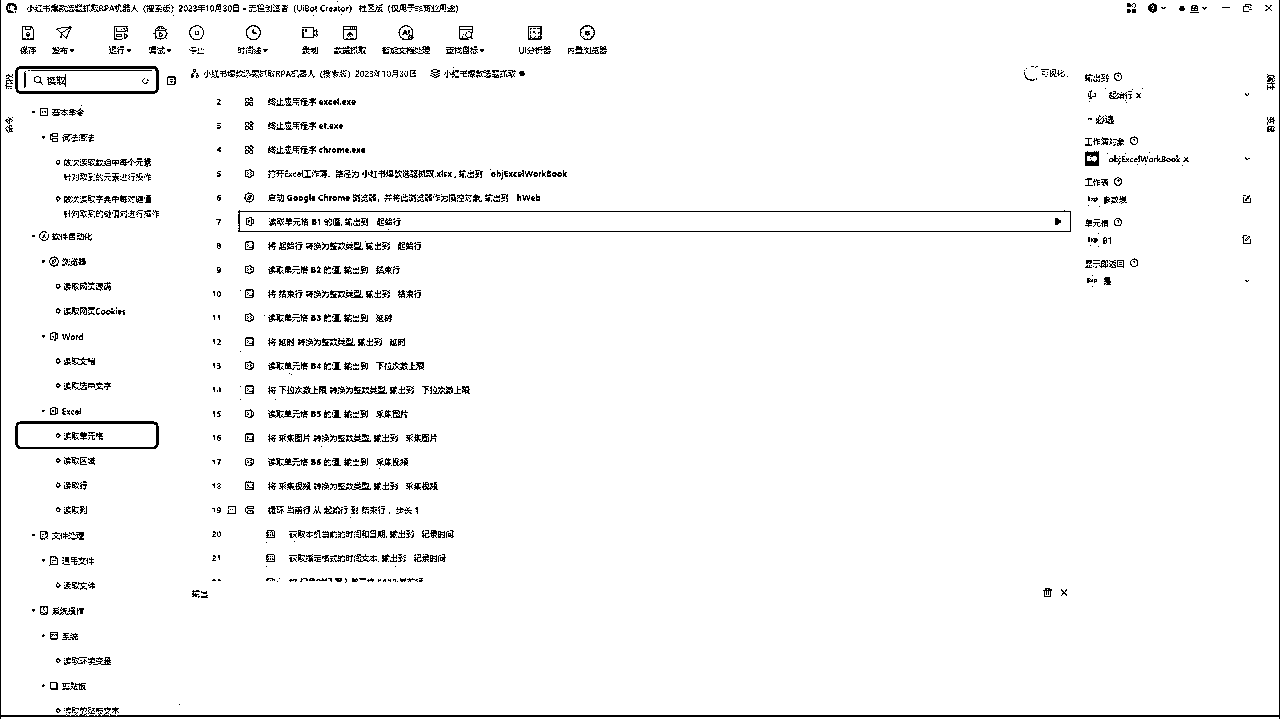 小红书爆款选题抓取RPA机器人（搜索版）2023年10月30日 - 流程创造者（UiBot Creator） 社区版（仅用于非商业用途）
保存
发布
运行
调试
停止
时间线
录制
数据抓取
智能文档处理
查找目标
UI分析器
内置浏览器
读取
小红书爆款选题抓取RPA机器人（搜索版）2023年10月30日
小红书爆款选题抓取
可视化
基本命令
词法语法
依次读取数组中每个元素
针对取到的元素进行操作
依次读取字典中每对键值
针对取到的键值对进行操作
软件自动化
浏览器
读取网页源码
读取网页Cookies
Word
读取文档
读取选中文字
Excel
读取单元格
读取区域
读取行
读取列
文件处理
通用文件
读取文件
系统操作
系统
读取环境变量
剪贴板
2 终止应用程序 excel.exe
3 终止应用程序 et.exe
4 终止应用程序 chrome.exe
5 打开Excel工作簿，路径为 小红书爆款选题抓取.xlsx，输出到 objExcelWorkBook
6 启动 Google Chrome 浏览器，并将此浏览器作为操控对象，输出到 hWeb
7 读取单元格 B1 的值，输出到 起始行
8 将 起始行 转换为整数类型，输出到 起始行
9 读取单元格 B2 的值，输出到 结束行
10 将 结束行 转换为整数类型，输出到 结束行
11 读取单元格 B3 的值，输出到 延时
12 将 延时 转换为整数类型，输出到 延时
13 读取单元格 B4 的值，输出到 下拉次数上限
14 将 下拉次数上限 转换为整数类型，输出到 下拉次数上限
15 读取单元格 B5 的值，输出到 采集图片
16 将 采集图片 转换为整数类型，输出到 采集图片
17 读取单元格 B6 的值，输出到 采集视频
18 将 采集视频 转换为整数类型，输出到 采集视频
19 循环 当前行 从 起始行 到 结束行 ，步长 1
20 获取本机当前的时间和日期，输出到 记录时间
21 获取指定格式的时间文本，输出到 记录时间
输出
输出到
起始行 x
必选
工作簿对象
objExcelWorkBook x
工作表
参数表
单元格
B1
显示即返回
是